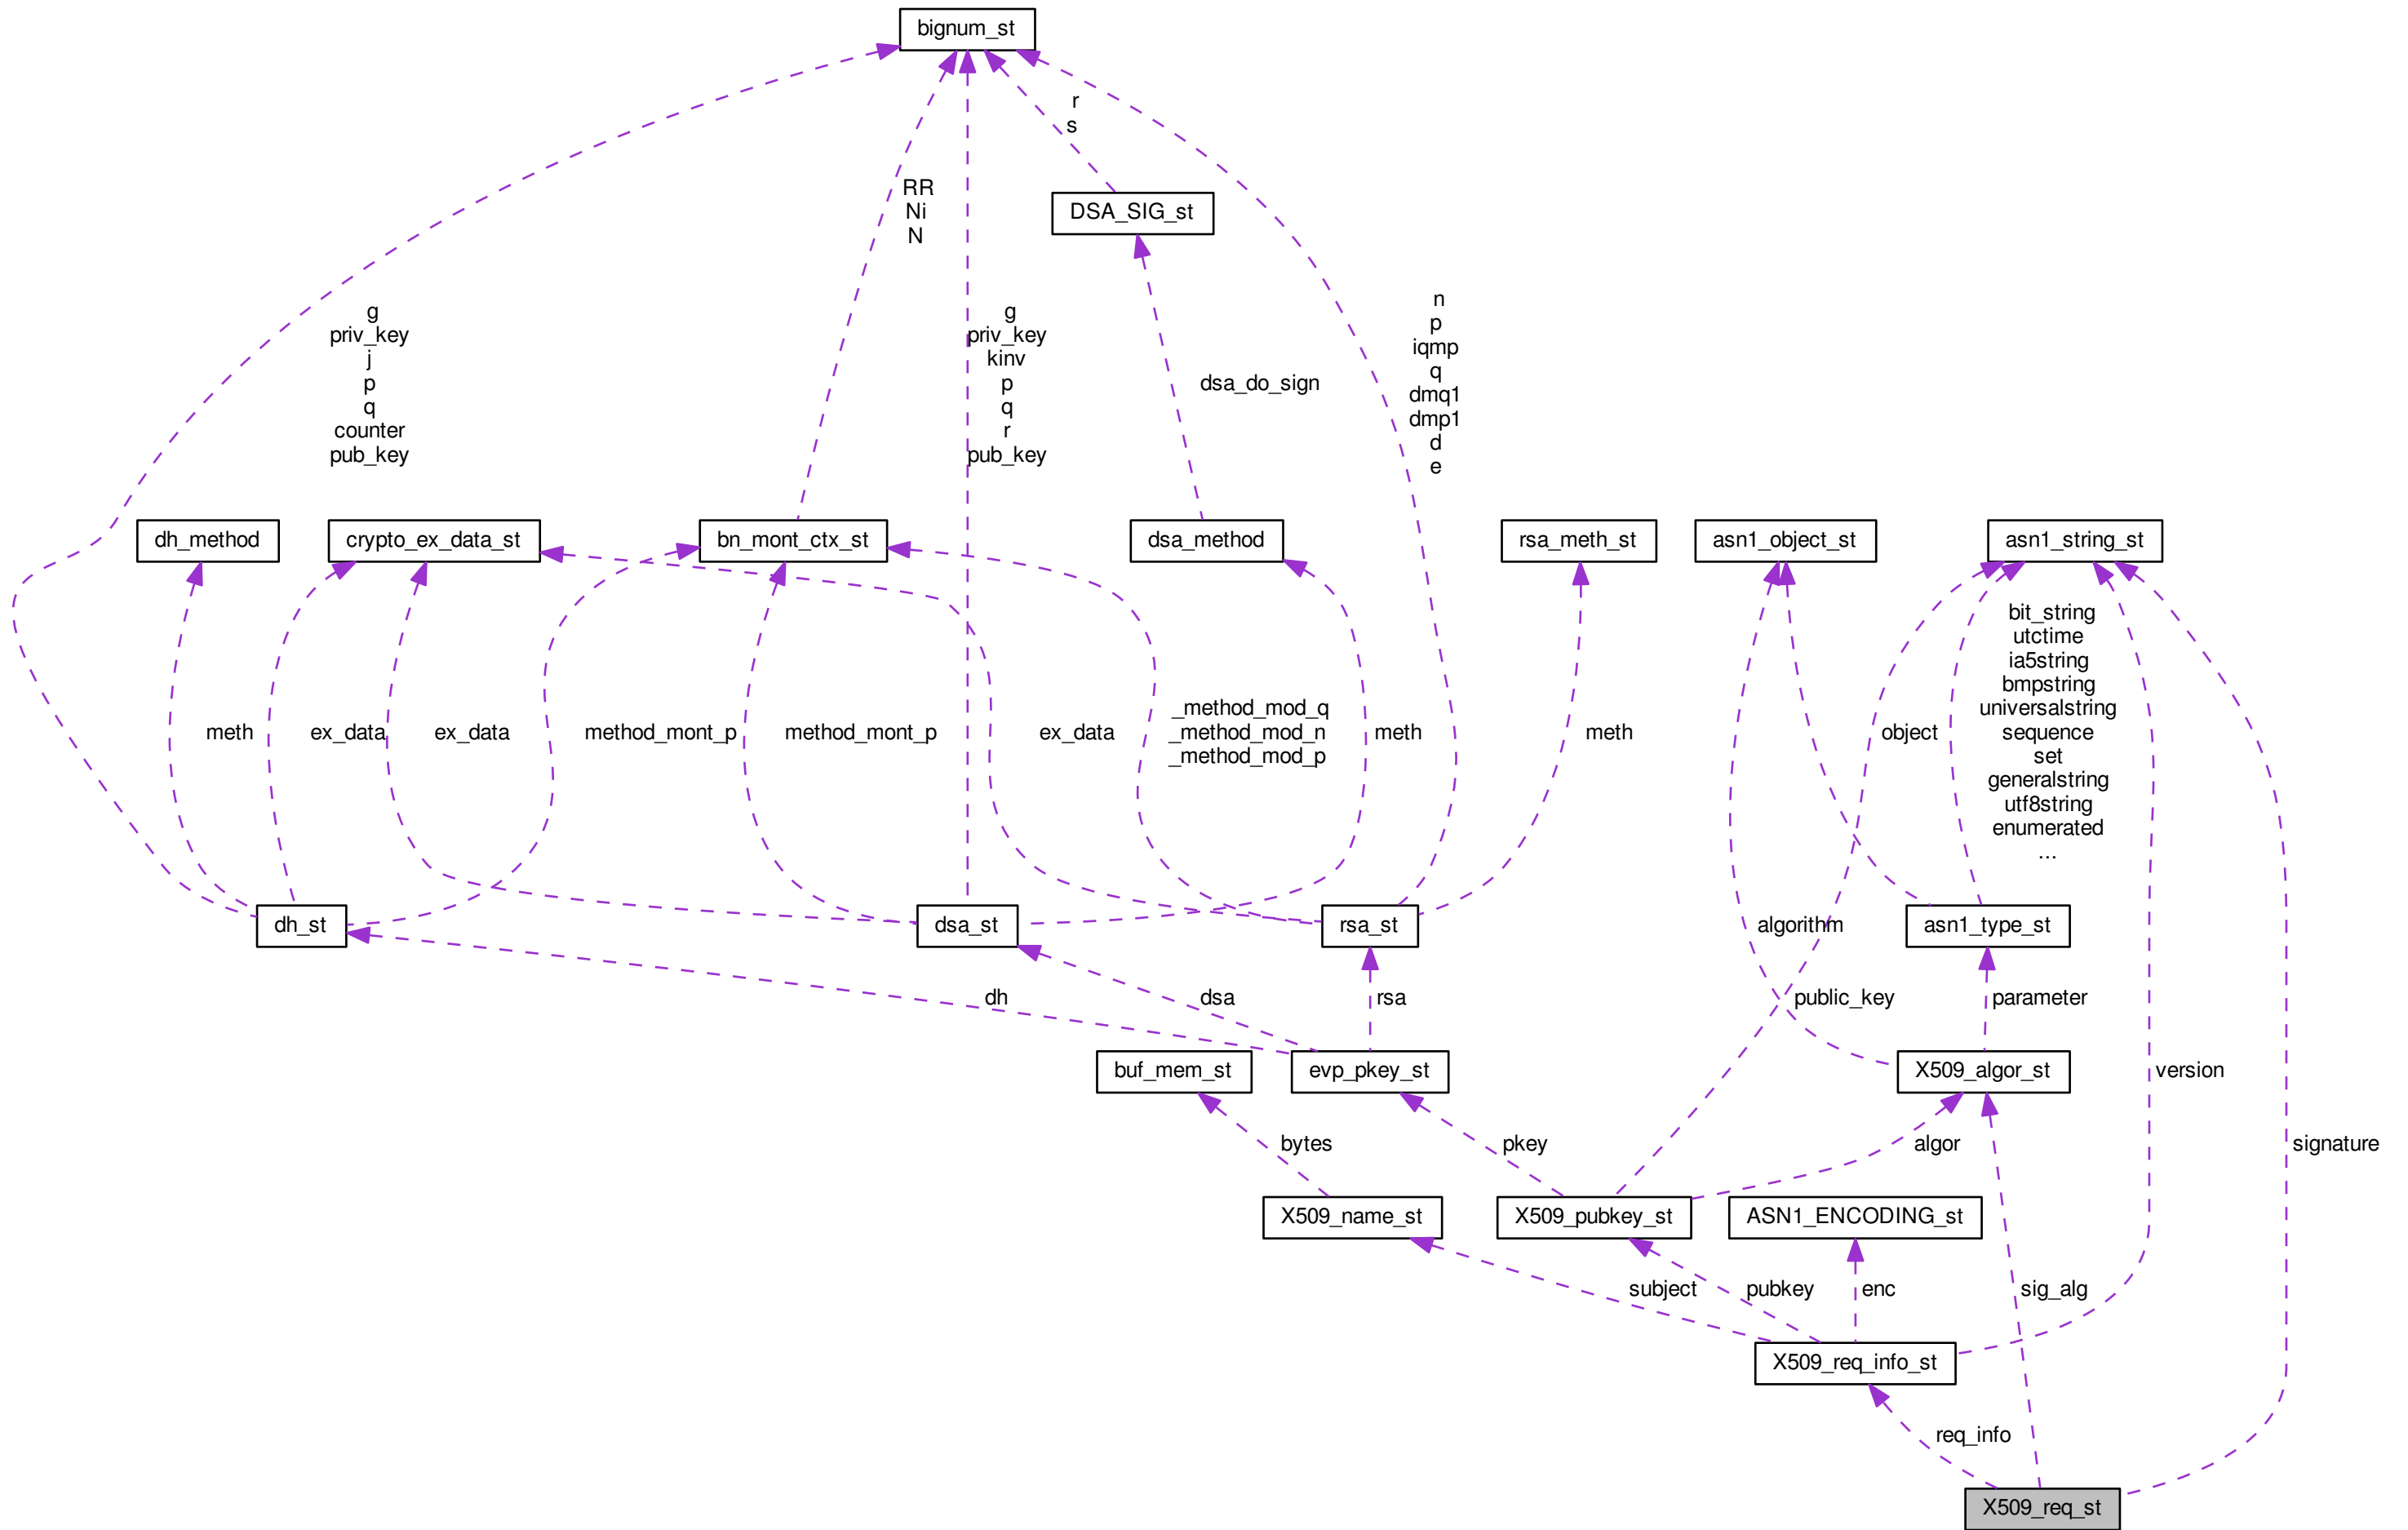 bignum_st
r
s
RR
Ni
N
DSA_SIG_st
g
priv_key
j
p
q
counter
pub_key
g
priv_key
kinv
p
q
r
pub_key
dsa_do_sign
n
p
iqmp
q
dmq1
dmp1
d
e
dh_method
crypto_ex_data_st
bn_mont_ctx_st
dsa_method
rsa_meth_st
asn1_object_st
asn1_string_st
meth
ex_data
ex_data
method_mont_p
method_mont_p
ex_data
_method_mod_q
_method_mod_n
_method_mod_p
meth
meth
object
bit_string
utctime
ia5string
bmpstring
universalstring
sequence
set
generalstring
utf8string
enumerated
...
dh_st
dsa_st
rsa_st
algorithm
asn1_type_st
dh
dsa
rsa
public_key
parameter
buf_mem_st
evp_pkey_st
X509_algor_st
version
bytes
pkey
algor
signature
X509_name_st
X509_pubkey_st
ASN1_ENCODING_st
subject
pubkey
enc
sig_alg
X509_req_info_st
req_info
X509_req_st